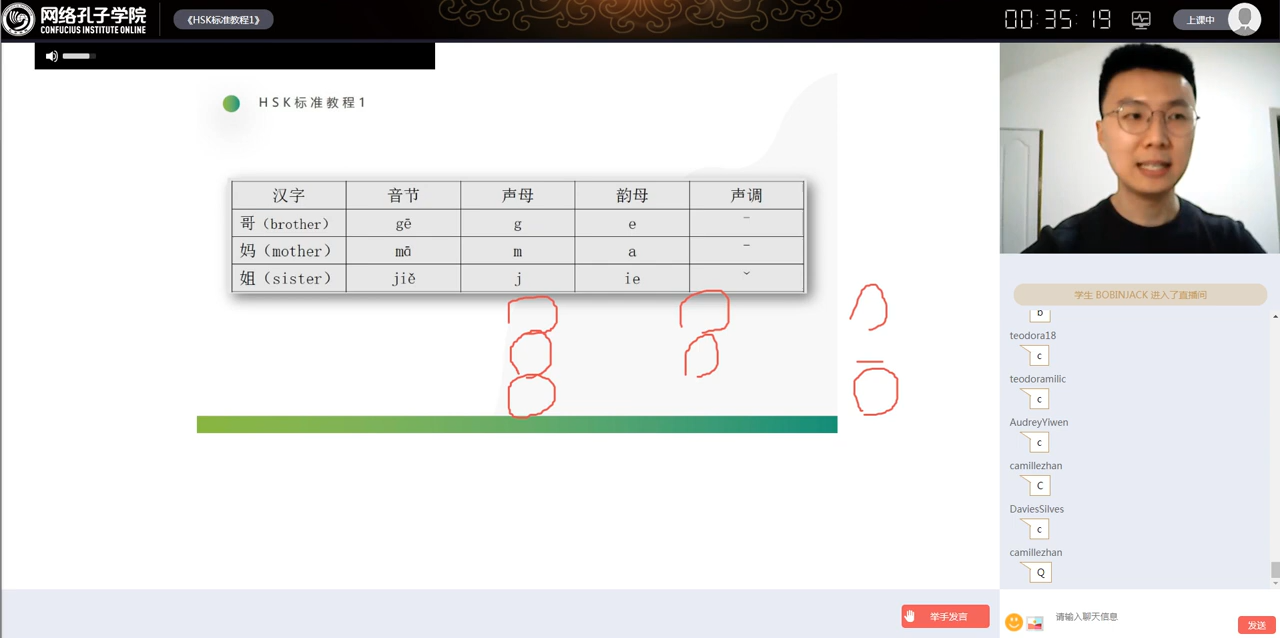 网络孔子学院
CONFUCIUS INSTITUTE ONLINE
《HSK标准教程1》
00:35:19
上课中
HSK标准教程1
汉字 音节 声母 韵母 声调
哥（brother） gē g e ˉ
妈（mother） mā m a ˉ
姐（sister） jiě j ie ˇ
学生 BOBINJACK 进入了直播间
b
teodora18
c
teodoramilic
c
AudreyYiwen
c
camillezhan
C
DaviesSilves
c
camillezhan
Q
举手发言
请输入聊天信息
发送